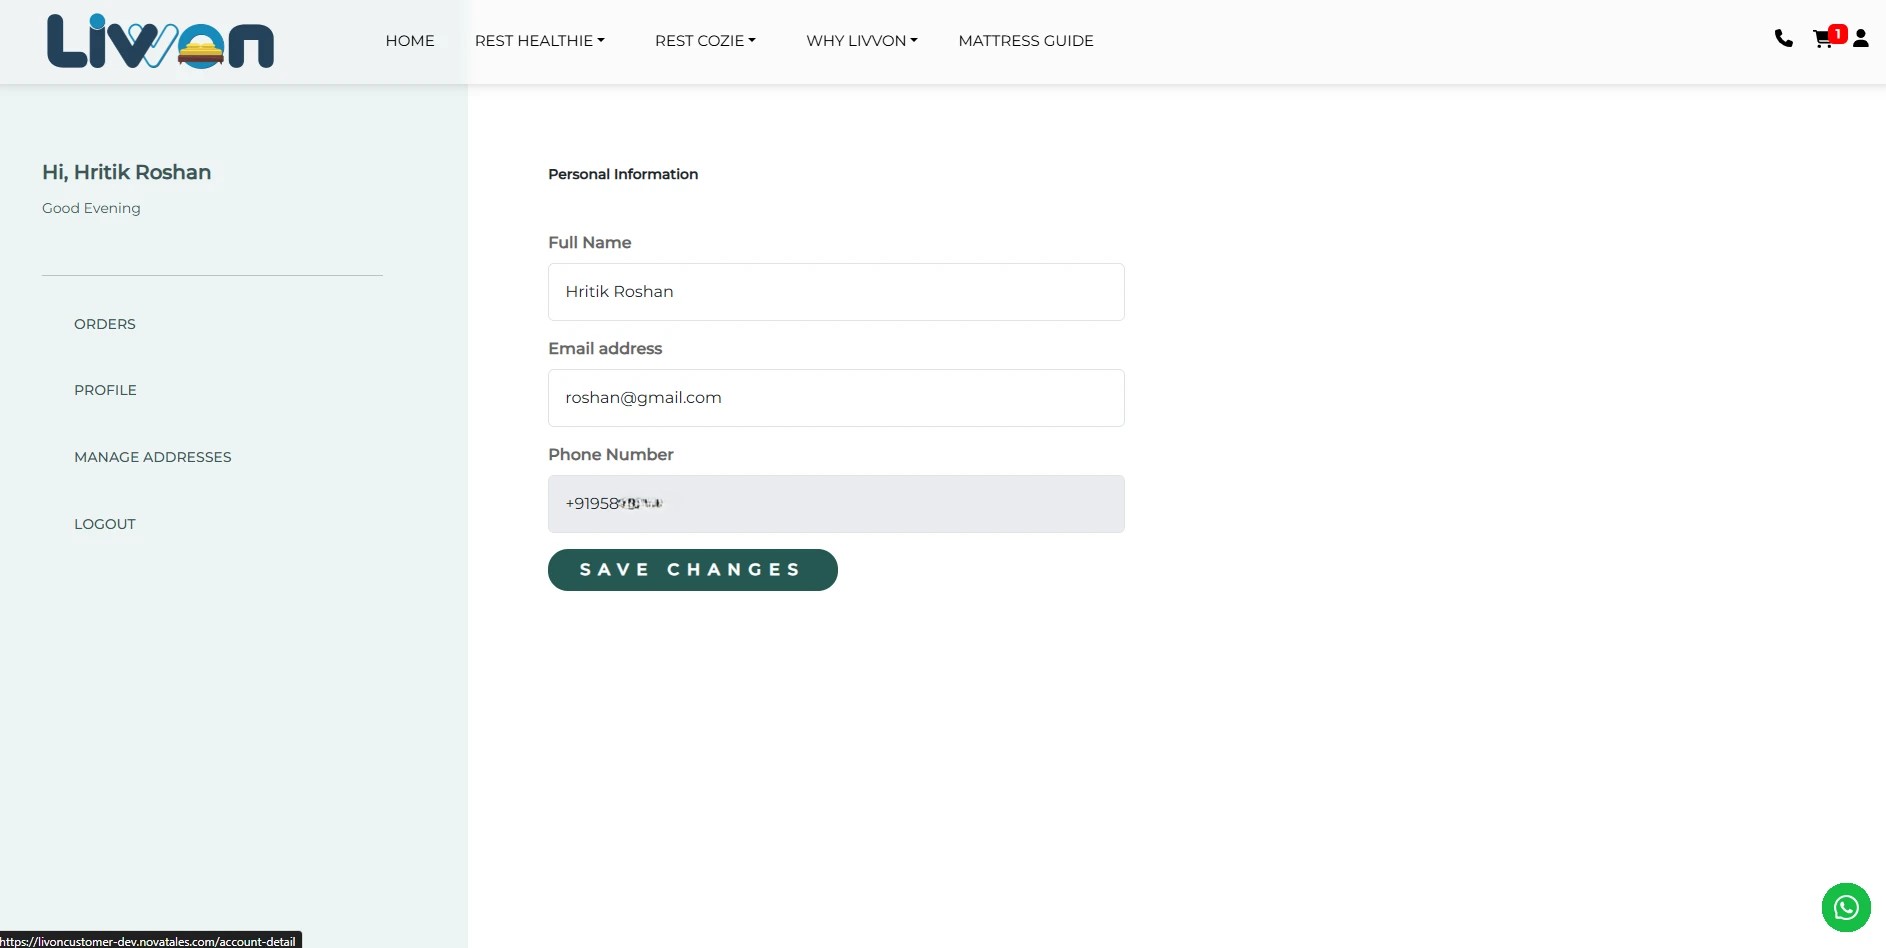 Livvon
HOME
REST HEALTHIE
REST COZIE
WHY LIVVON
MATTRESS GUIDE
1
Hi, Hritik Roshan
Good Evening
ORDERS
PROFILE
MANAGE ADDRESSES
LOGOUT
Personal Information
Full Name
Hritik Roshan
Email address
roshan@gmail.com
Phone Number
+91958
SAVE CHANGES
https://livoncustomer-dev.novatales.com/account-detail